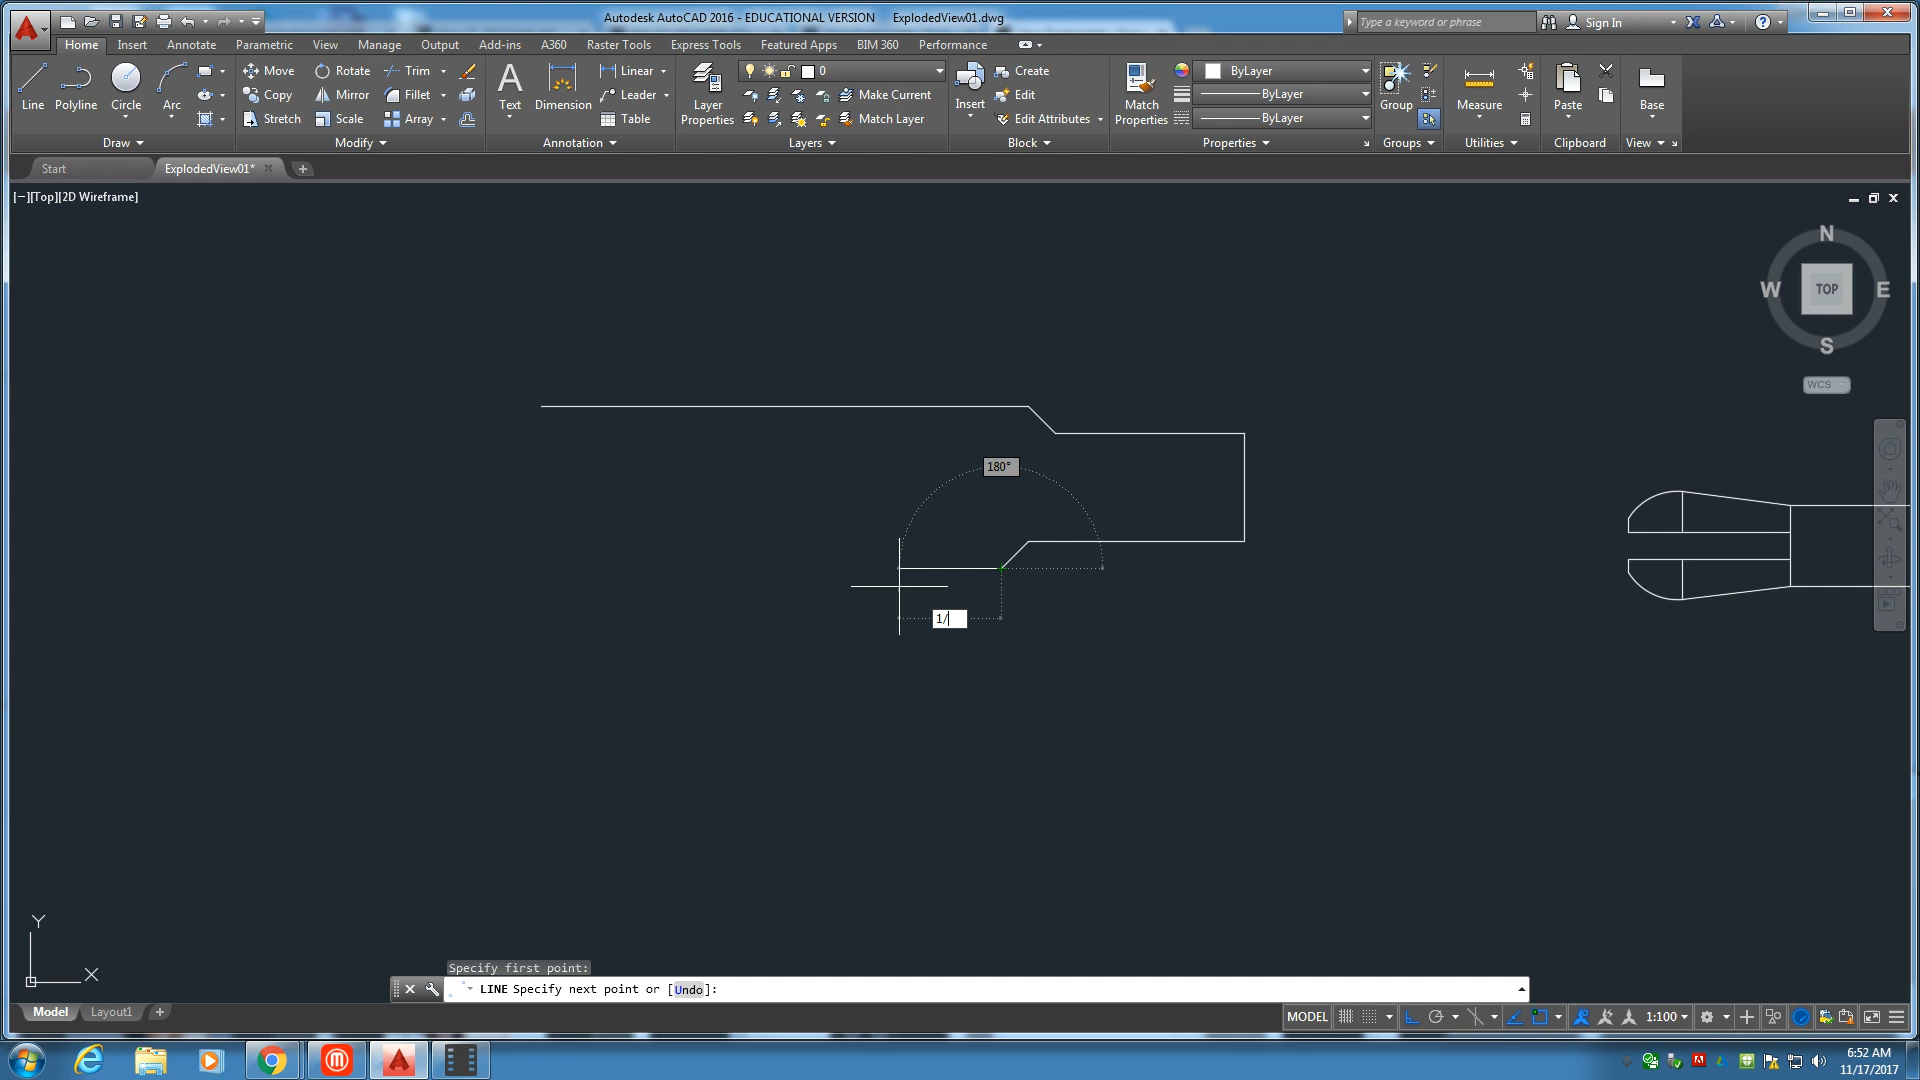 Autodesk AutoCAD 2016 - EDUCATIONAL VERSION ExplodedView01.dwg
Type a keyword or phrase
Sign In
Home Insert Annotate Parametric View Manage Output Add-ins A360 Raster Tools Express Tools Featured Apps BIM 360 Performance
Line Polyline Circle Arc
Move Rotate Trim
Copy Mirror Fillet
Stretch Scale Array
Text Dimension
Linear
Leader
Table
Layer Properties
0
Make Current
Match Layer
Insert
Create
Edit
Edit Attributes
Match Properties
ByLayer
ByLayer
ByLayer
Group
Measure
Paste
Base
Draw Modify Annotation Layers Block Properties Groups Utilities Clipboard View
Start ExplodedView01*
[−][Top][2D Wireframe]
N
W TOP E
S
WCS
180°
1/
Y
X
Specify first point:
LINE Specify next point or [Undo]:
Model Layout1
MODEL 1:100
6:52 AM
11/17/2017